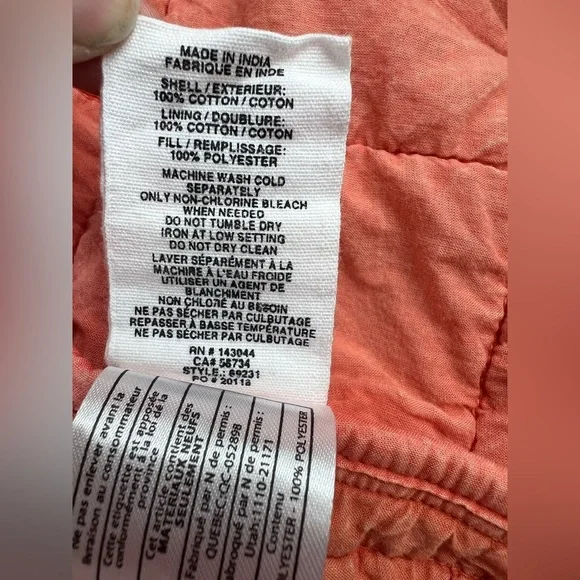 MADE IN INDIA
FABRIQUE EN INDE
SHELL / EXTERIEUR:
100% COTTON / COTON
LINING / DOUBLURE:
100% COTTON / COTON
FILL / REMPLISSAGE:
100% POLYESTER
MACHINE WASH COLD
SEPARATELY
ONLY NON-CHLORINE BLEACH
WHEN NEEDED
DO NOT TUMBLE DRY
IRON AT LOW SETTING
DO NOT DRY CLEAN
LAVER SÉPARÉMENT À LA
MACHINE À L'EAU FROIDE
UTILISER UN AGENT DE
BLANCHIMENT
NON CHLORÉ AU BESOIN
NE PAS SÉCHER PAR CULBUTAGE
REPASSER À BASSE TEMPÉRATURE
NE PAS SÉCHER PAR CULBUTAGE
RN # 143044
CA# 58734
STYLE.: 69231
PO # 20118
Ne pas enlever avant la
livraison au consommateur
Cette étiquette est apposée
conformément à la loi de la
province
Cet article contient des
MATÉRIAUX NEUFS
SEULEMENT
Fabriqué par N de permis :
QUEBEC:QC-052898
N de permis :
Utah:1110-21171
Contenu
100% POLYESTER